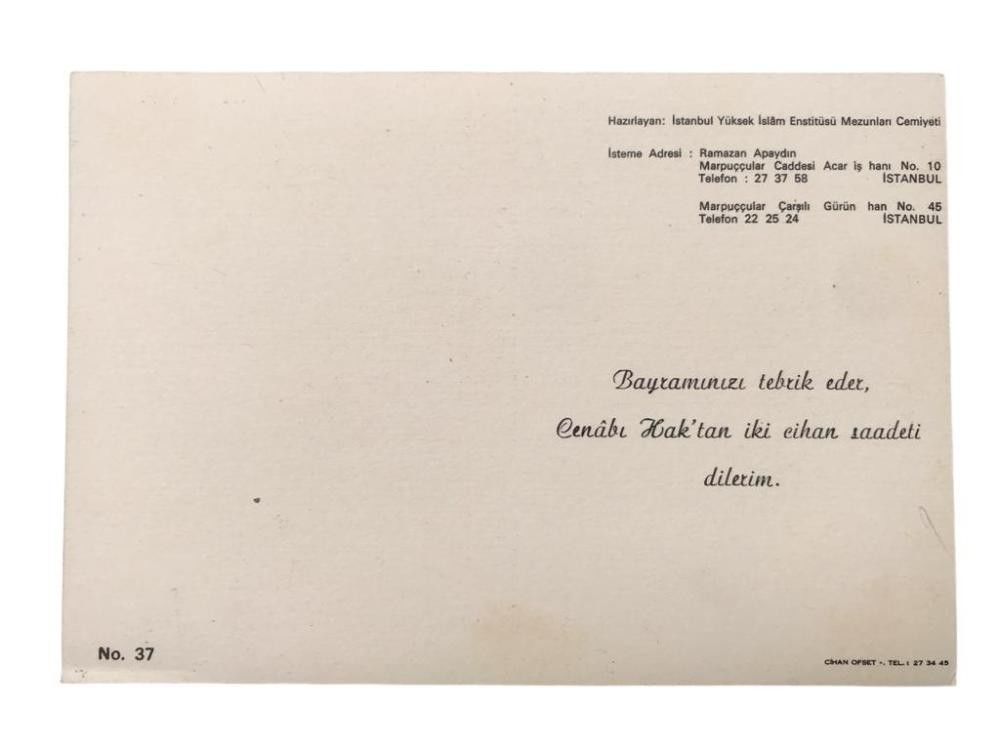 Hazırlayan: İstanbul Yüksek İslâm Enstitüsü Mezunları Cemiyeti
İsteme Adresi : Ramazan Apaydın
Marpuççular Caddesi Acar iş hanı No. 10
Telefon : 27 37 58 İSTANBUL
Marpuççular Çarşılı Gürün han No. 45
Telefon 22 25 24 İSTANBUL
Bayramınızı tebrik eder,
Cenâbı Hak'tan iki cihan saadeti
dilerim.
No. 37
CİHAN OFSET -. TEL.: 27 34 45